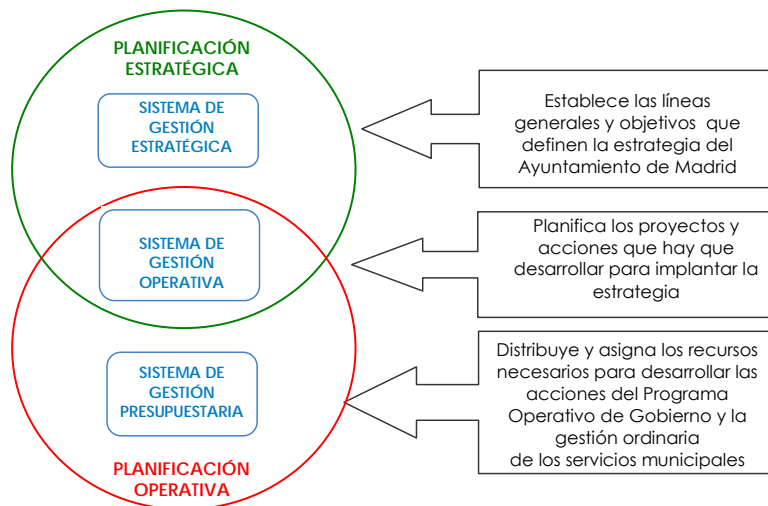 PLANIFICACIÓN
ESTRATÉGICA
SISTEMA DE
GESTIÓN
ESTRATÉGICA
Establece las líneas
generales y objetivos que
definen la estrategia del
Ayuntamiento de Madrid
SISTEMA DE
GESTIÓN
OPERATIVA
Planifica los proyectos y
acciones que hay que
desarrollar para implantar la
estrategia
SISTEMA DE
GESTIÓN
PRESUPUESTARIA
Distribuye y asigna los recursos
necesarios para desarrollar las
acciones del Programa
Operativo de Gobierno y la
gestión ordinaria
de los servicios municipales
PLANIFICACIÓN
OPERATIVA